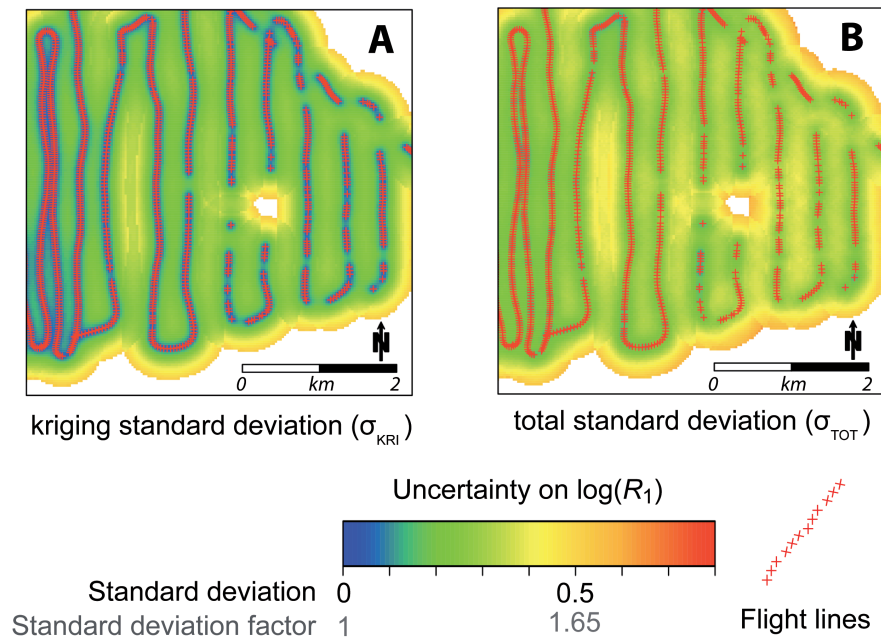 A
B
N
N
0 km 2
0 km 2
kriging standard deviation (σKRI)
total standard deviation (σTOT)
Uncertainty on log(R1)
Standard deviation 0 0.5
Standard deviation factor 1 1.65
Flight lines